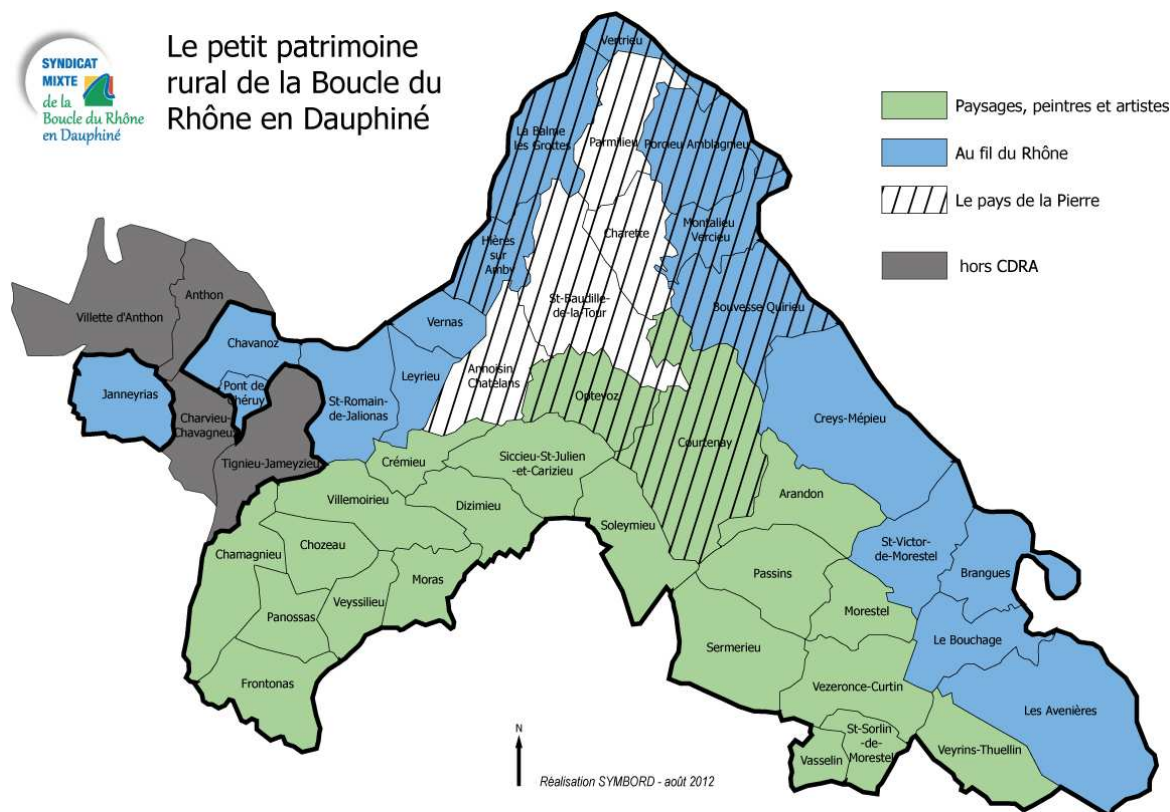 SYNDICAT
MIXTE
de la
Boucle du Rhône
en Dauphiné
Le petit patrimoine
rural de la Boucle du
Rhône en Dauphiné
Paysages, peintres et artistes
Au fil du Rhône
Le pays de la Pierre
hors CDRA
Vertrieu
La Balme
les Grottes
Parmilieu
Porcieu Amblagnieu
Hières
sur
Amby
Charette
Montalieu
Vercieu
Villette d'Anthon
Anthon
St-Baudille-
de-la-Tour
Bouvesse Quirieu
Vernas
Chavanoz
Leyrieu
Annoisin
Chatelans
Optevoz
Janneyrias
Pont de
Chéruy
St-Romain-
de-Jalionas
Charvieu-
Chavagneux
Creys-Mépieu
Courtenay
Tignieu-Jameyzieu
Crémieu
Siccieu-St-Julien
-et-Carizieu
Arandon
Villemoirieu
Dizimieu
Soleymieu
St-Victor-
de-Morestel
Chamagnieu
Chozeau
Moras
Passins
Brangues
Panossas
Veyssilieu
Morestel
Sermerieu
Le Bouchage
Frontonas
Vezeronce-Curtin
Les Avenières
St-Sorlin
-de-
Morestel
Vasselin
Veyrins-Thuellin
N
Réalisation SYMBORD - août 2012